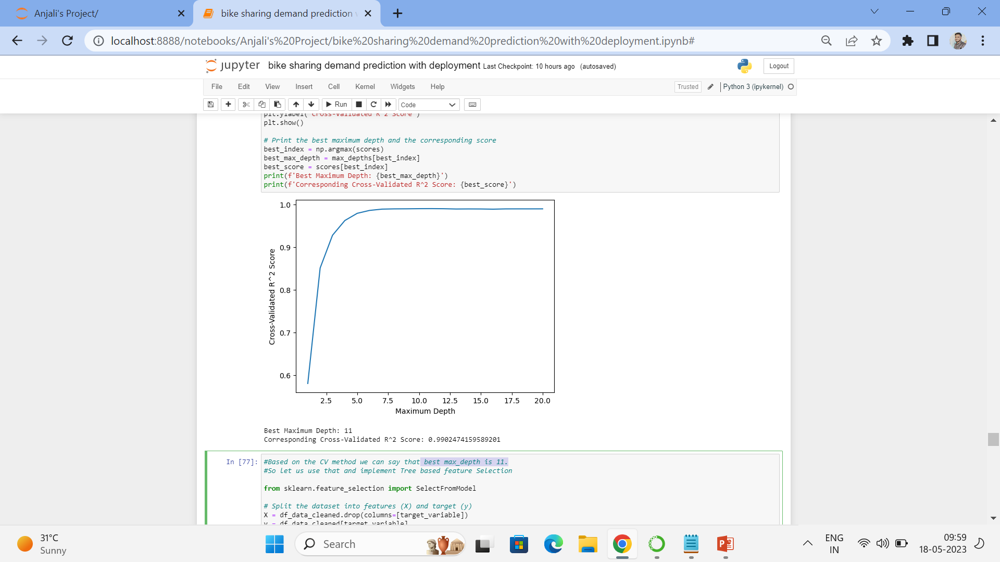 Anjali's Project/
bike sharing demand prediction
localhost:8888/notebooks/Anjali's%20Project/bike%20sharing%20demand%20prediction%20with%20deployment.ipynb#
jupyter bike sharing demand prediction with deployment Last Checkpoint: 10 hours ago (autosaved)
Logout
File Edit View Insert Cell Kernel Widgets Help
Trusted
Python 3 (ipykernel)
Run
Code
plt.ylabel('Cross-Validated R^2 Score')
plt.show()
# Print the best maximum depth and the corresponding score
best_index = np.argmax(scores)
best_max_depth = max_depths[best_index]
best_score = scores[best_index]
print(f'Best Maximum Depth: {best_max_depth}')
print(f'Corresponding Cross-Validated R^2 Score: {best_score}')
1.0
0.9
0.8
0.7
0.6
Cross-Validated R^2 Score
2.5 5.0 7.5 10.0 12.5 15.0 17.5 20.0
Maximum Depth
Best Maximum Depth: 11
Corresponding Cross-Validated R^2 Score: 0.9902474159589201
In [77]:
#Based on the CV method we can say that best max_depth is 11.
#So let us use that and implement Tree based feature Selection
from sklearn.feature_selection import SelectFromModel
# Split the dataset into features (X) and target (y)
X = df_data_cleaned.drop(columns=[target_variable])
y = df_data_cleaned[target_variable]
31°C
Sunny
Search
ENG
IN
09:59
18-05-2023